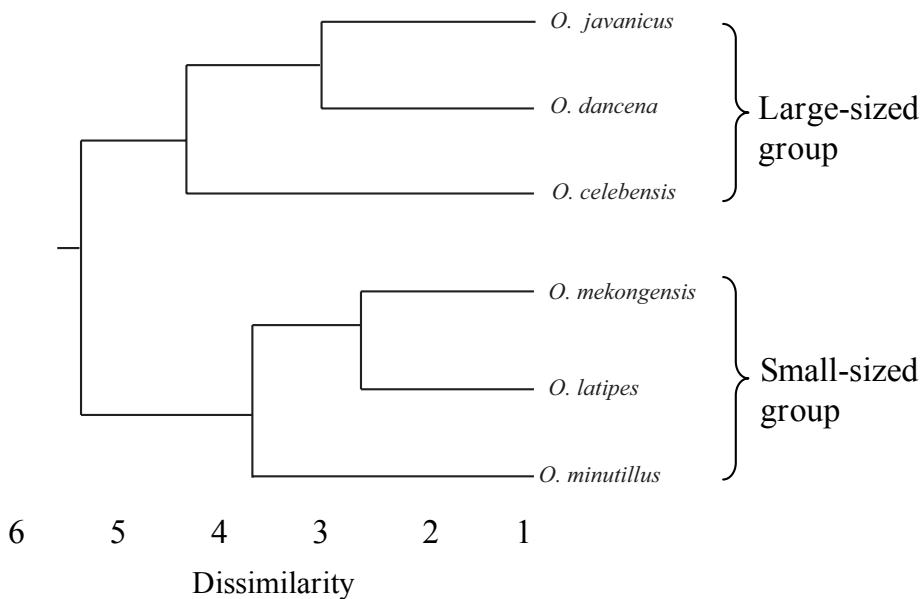 O. javanicus
O. dancena
Large-sized
group
O. celebensis
O. mekongensis
Small-sized
group
O. latipes
O. minutillus
6 5 4 3 2 1
Dissimilarity